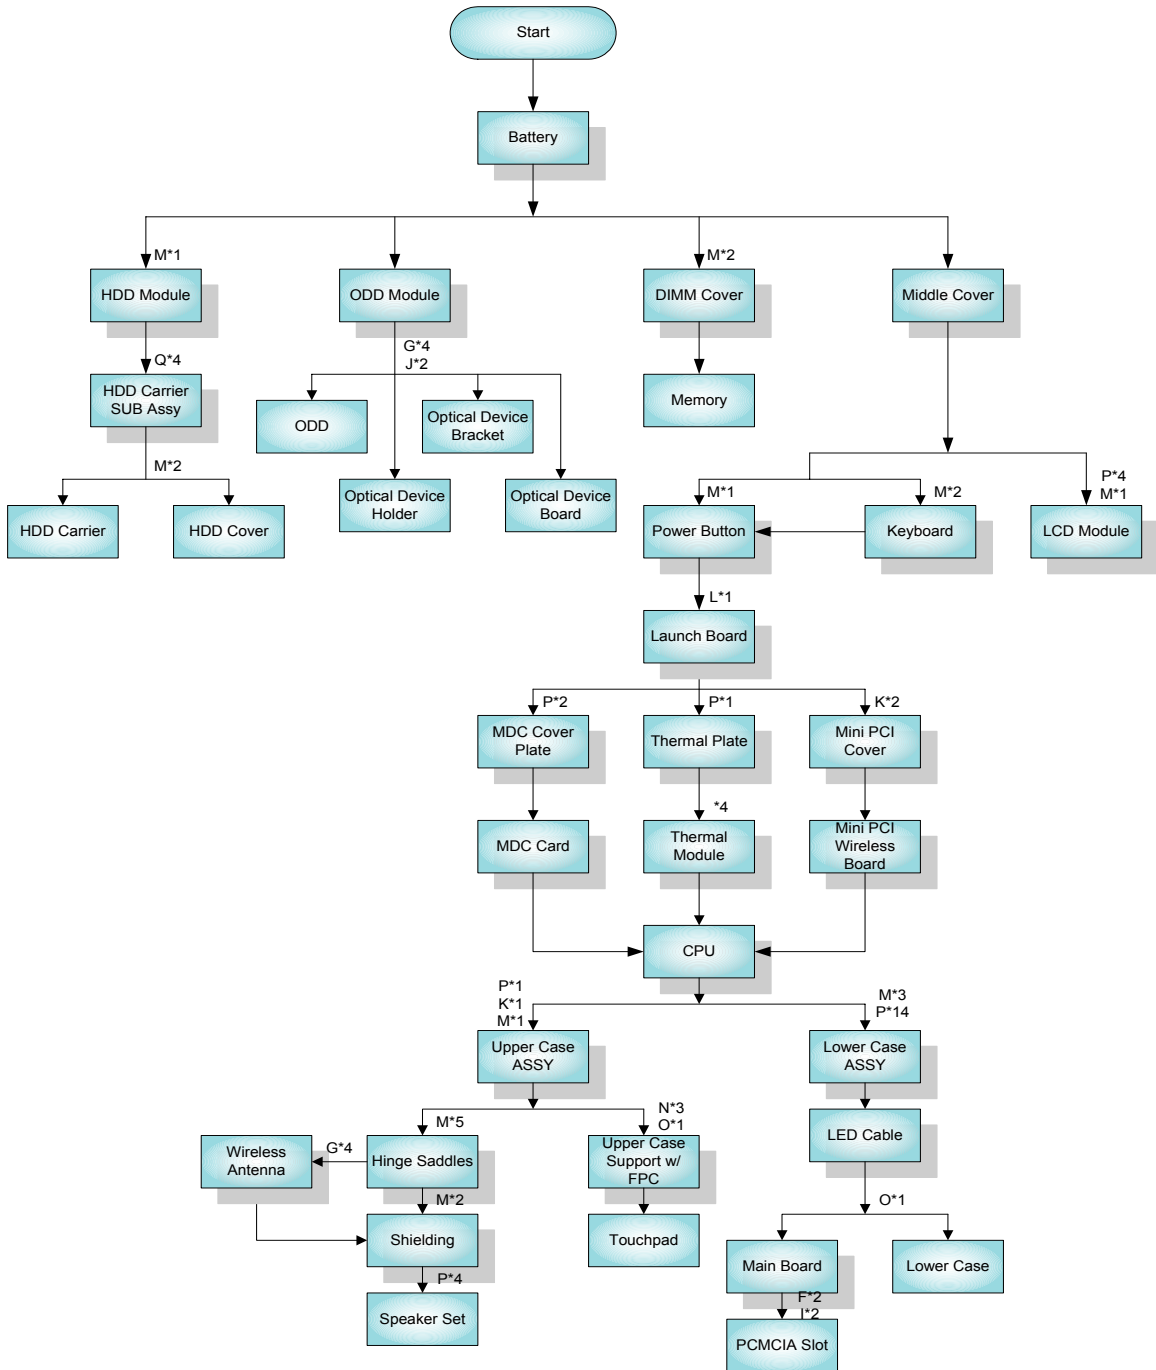 Start
Battery
M*1
M*2
HDD Module
ODD Module
DIMM Cover
Middle Cover
Q*4
G*4
J*2
HDD Carrier
SUB Assy
ODD
Optical Device
Bracket
Memory
M*2
HDD Carrier
HDD Cover
Optical Device
Holder
Optical Device
Board
M*1
M*2
P*4
M*1
Power Button
Keyboard
LCD Module
L*1
Launch Board
P*2
P*1
K*2
MDC Cover
Plate
Thermal Plate
Mini PCI
Cover
*4
MDC Card
Thermal
Module
Mini PCI
Wireless
Board
CPU
P*1
K*1
M*1
M*3
P*14
Upper Case
ASSY
Lower Case
ASSY
M*5
N*3
O*1
LED Cable
Wireless
Antenna
G*4
Hinge Saddles
Upper Case
Support w/
FPC
M*2
O*1
Shielding
Touchpad
Main Board
Lower Case
P*4
F*2
I*2
Speaker Set
PCMCIA Slot